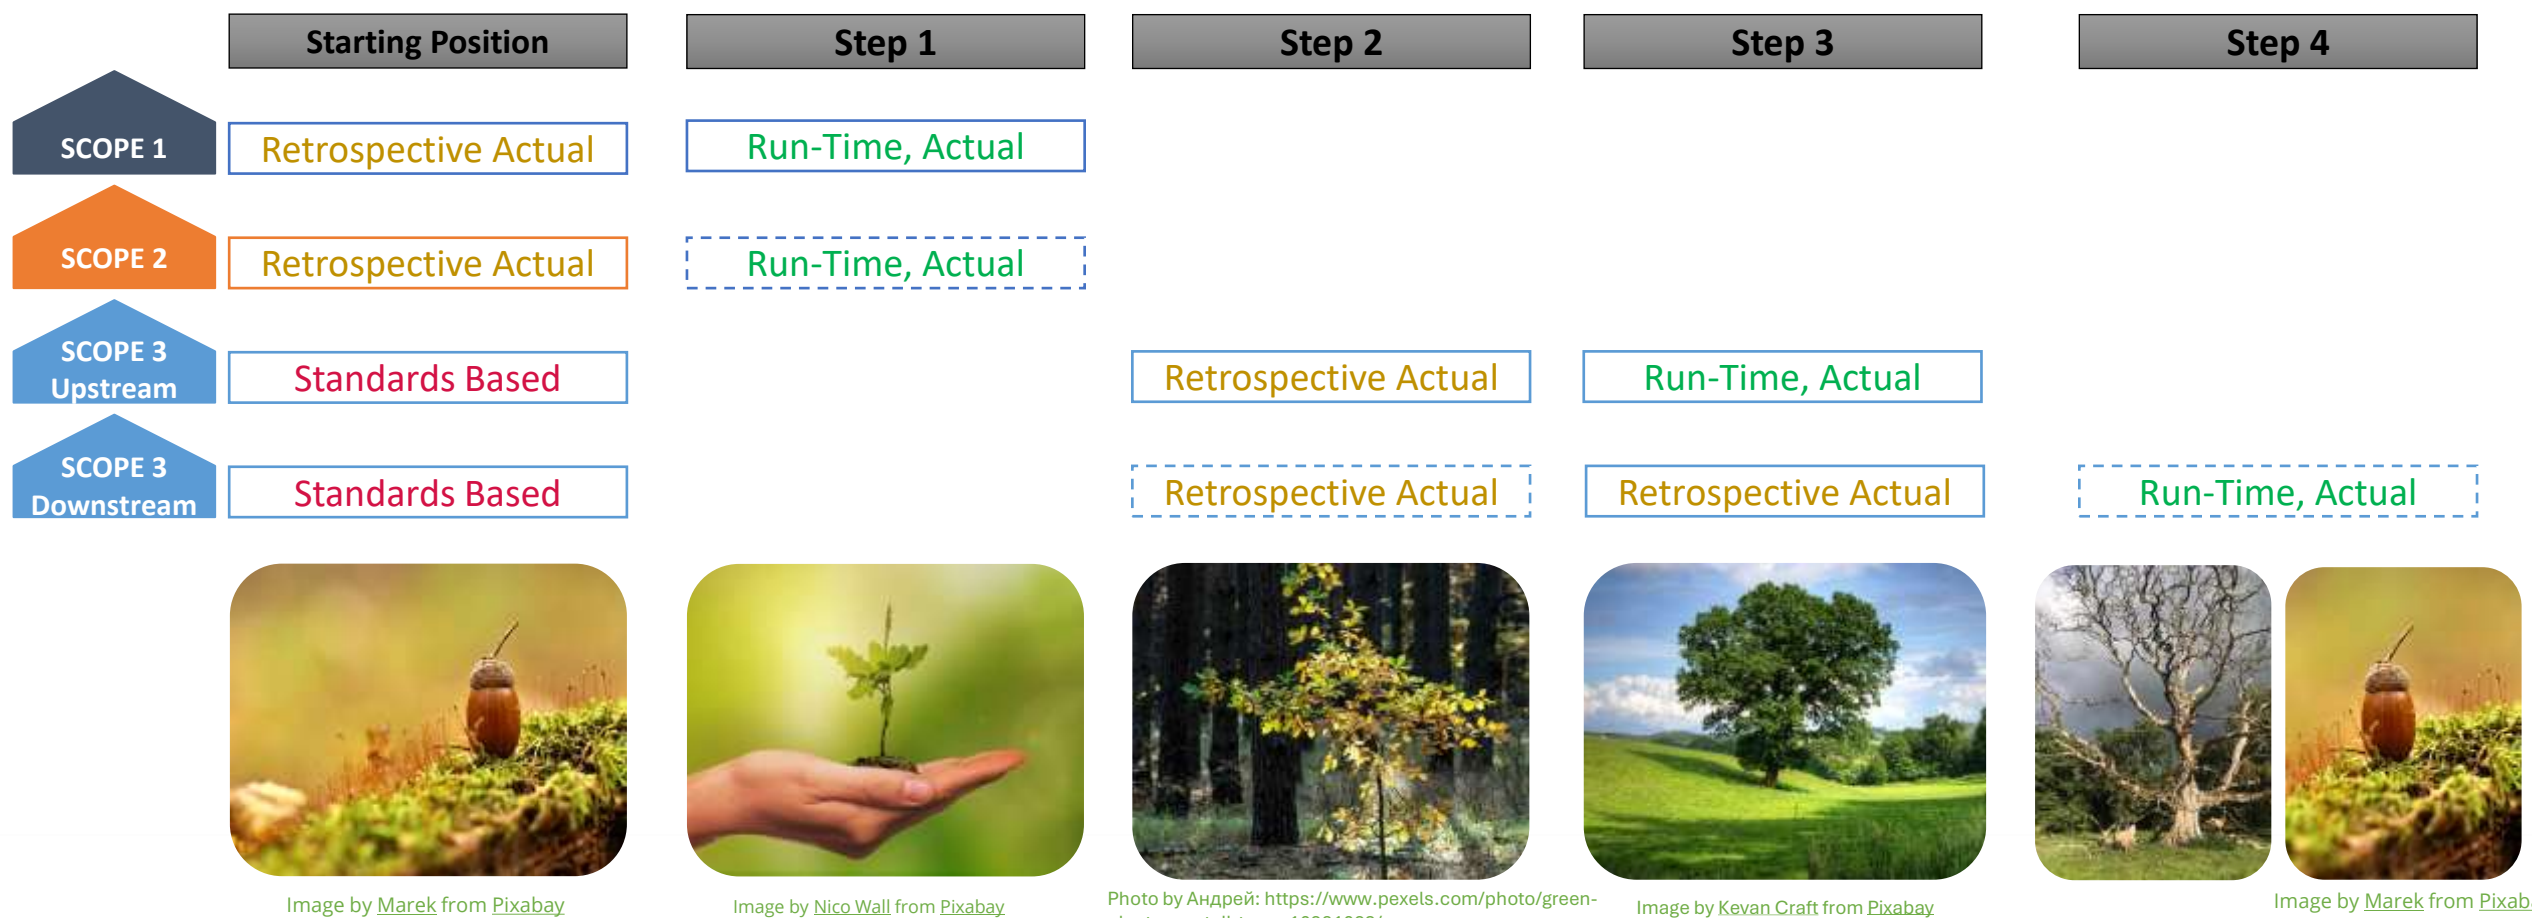 Starting Position
Step 1
Step 2
Step 3
Step 4
SCOPE 1
Retrospective Actual
Run-Time, Actual
SCOPE 2
Retrospective Actual
Run-Time, Actual
SCOPE 3
Upstream
Standards Based
Retrospective Actual
Run-Time, Actual
SCOPE 3
Downstream
Standards Based
Retrospective Actual
Retrospective Actual
Run-Time, Actual
Image by Marek from Pixabay
Image by Nico Wall from Pixabay
Photo by Андрей: https://www.pexels.com/photo/green-
Image by Kevan Craft from Pixabay
Image by Marek from Pixab